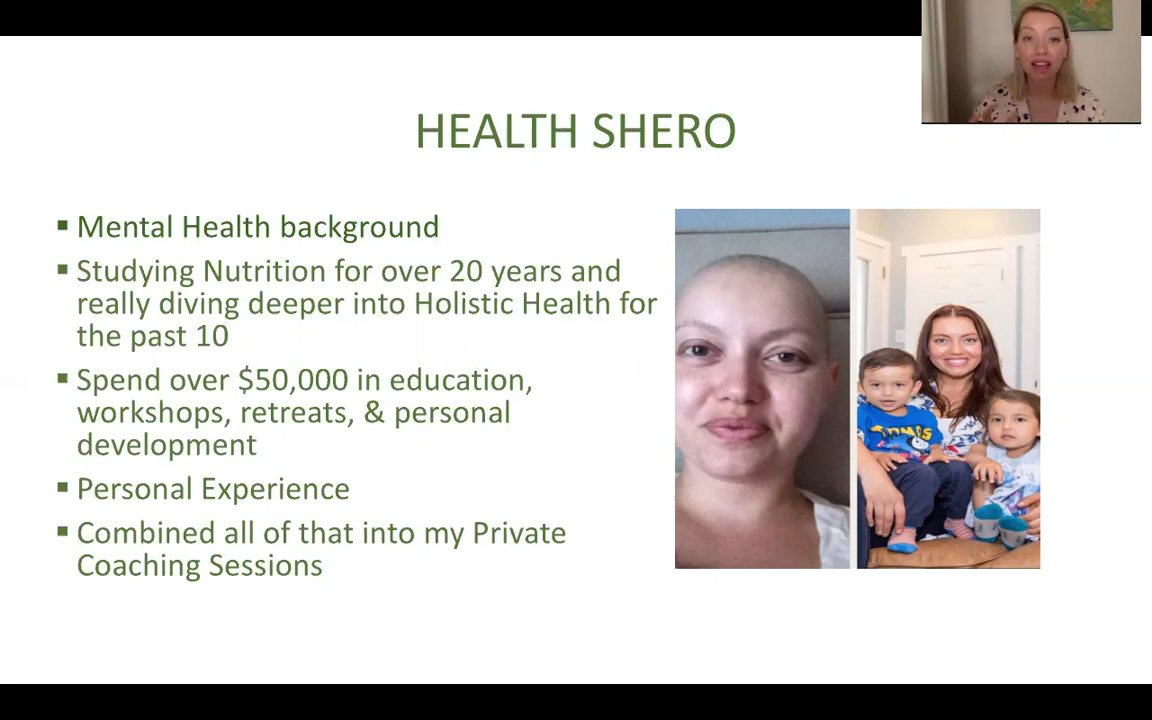 HEALTH SHERO
▪ Mental Health background
▪ Studying Nutrition for over 20 years and
really diving deeper into Holistic Health for
the past 10
▪ Spend over $50,000 in education,
workshops, retreats, & personal
development
▪ Personal Experience
▪ Combined all of that into my Private
Coaching Sessions